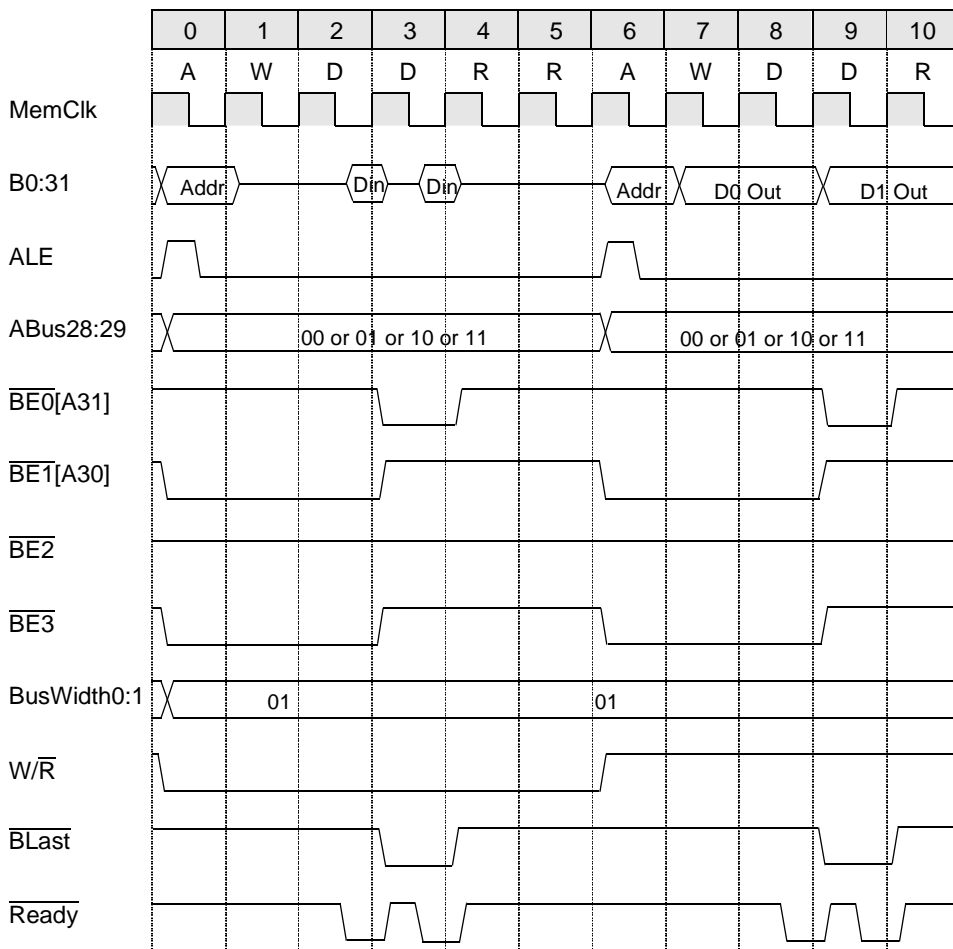 0 1 2 3 4 5 6 7 8 9 10
A W D D R R A W D D R
MemClk
B0:31 Addr Din Din Addr D0 Out D1 Out
ALE
ABus28:29 00 or 01 or 10 or 11 00 or 01 or 10 or 11
BE0[A31]
BE1[A30]
BE2
BE3
BusWidth0:1 01 01
W/R
BLast
Ready